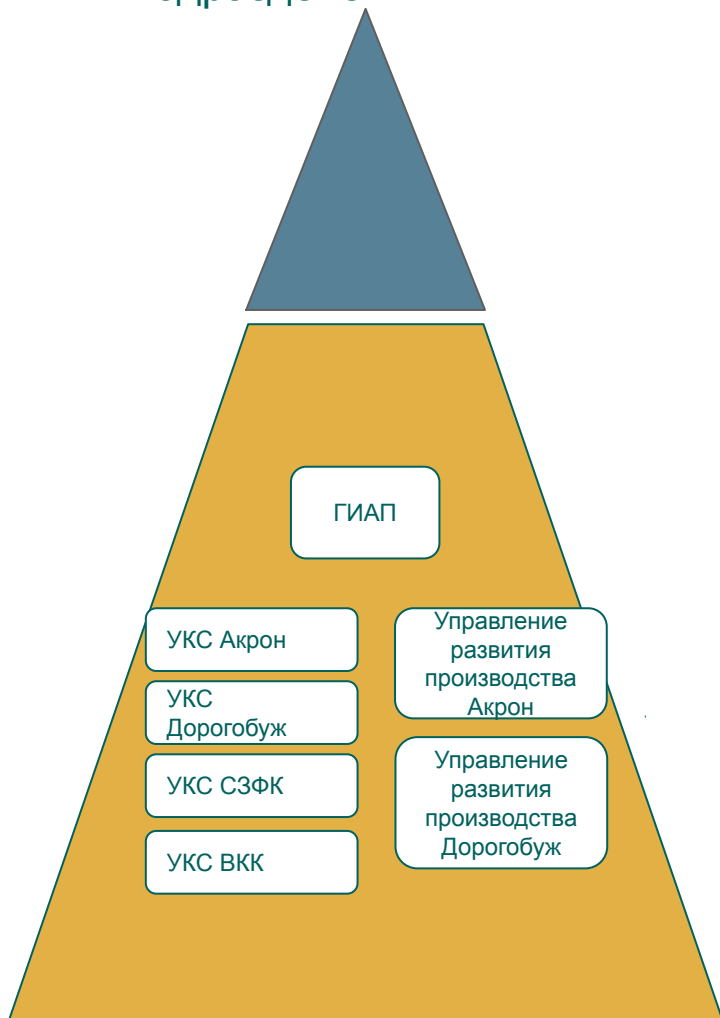 ГИАП
УКС Акрон
УКС
Дорогобуж
УКС СЗФК
УКС ВКК
Управление
развития
производства
Акрон
Управление
развития
производства
Дорогобуж